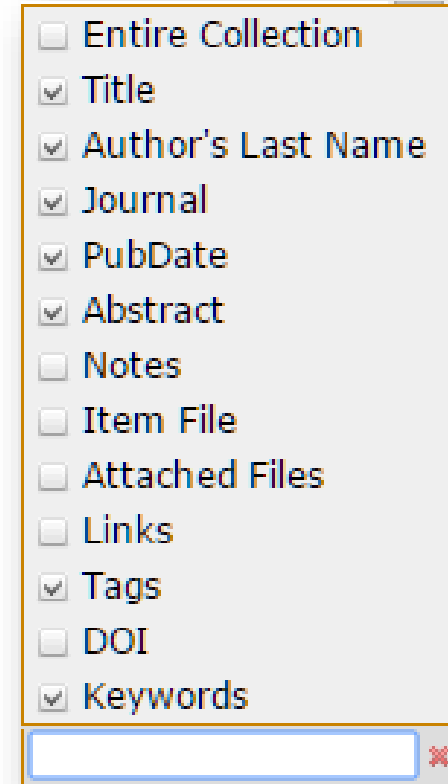 Entire Collection
Title
Author's Last Name
Journal
PubDate
Abstract
Notes
Item File
Attached Files
Links
Tags
DOI
Keywords